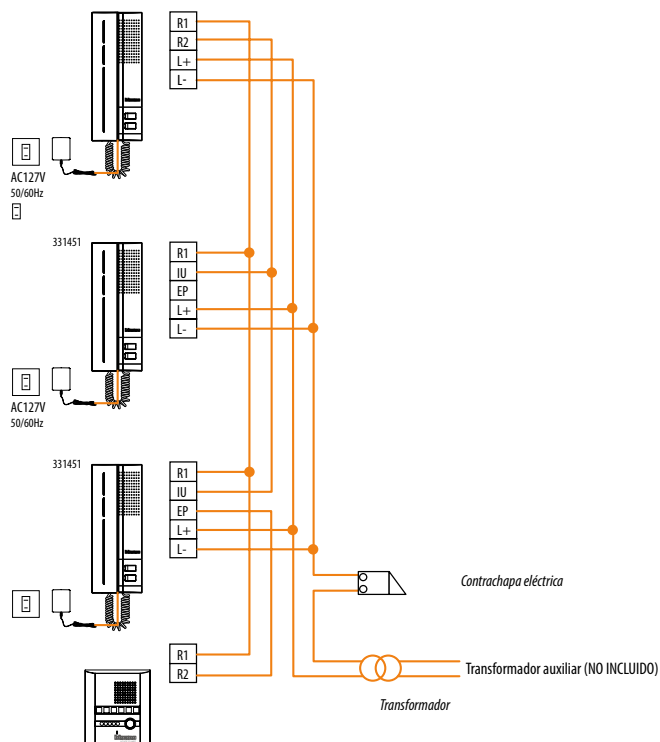 R1
R2
L+
L-
AC127V
50/60Hz
331451
R1
IU
EP
L+
L-
AC127V
50/60Hz
331451
R1
IU
EP
L+
L-
Contrachapa eléctrica
R1
R2
Transformador auxiliar (NO INCLUIDO)
Transformador